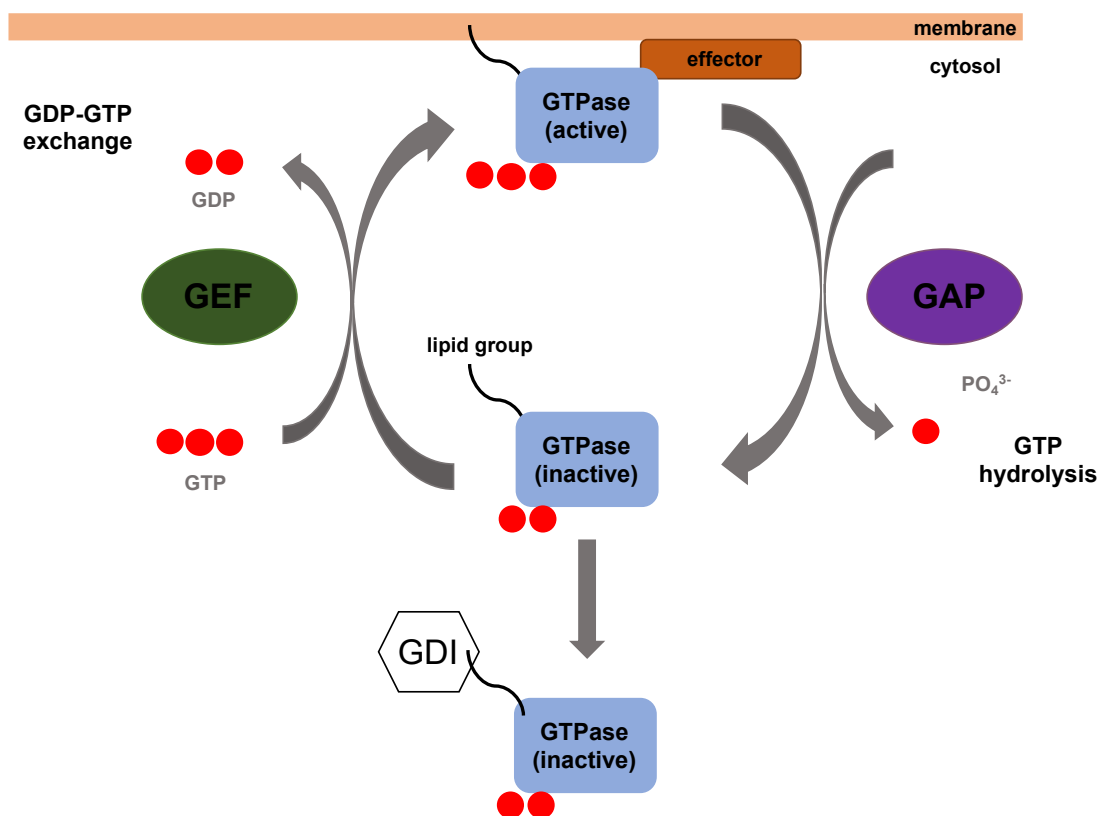 membrane
effector
cytosol
GTPase
(active)
GDP-GTP
exchange
GDP
GEF
GAP
lipid group
PO₄³⁻
GTP
GTPase
(inactive)
GTP
hydrolysis
GDI
GTPase
(inactive)